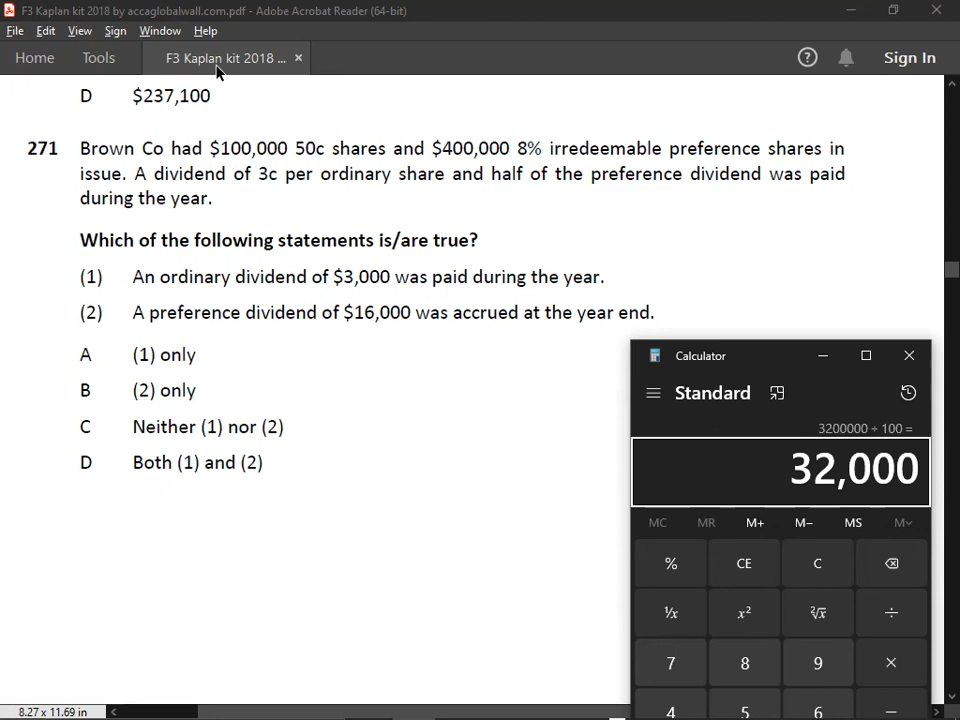 F3 Kaplan kit 2018 by accaglobalwall.com.pdf - Adobe Acrobat Reader (64-bit)
File Edit View Sign Window Help
Home Tools F3 Kaplan kit 2018 ... × Sign In
D $237,100
271 Brown Co had $100,000 50c shares and $400,000 8% irredeemable preference shares in
issue. A dividend of 3c per ordinary share and half of the preference dividend was paid
during the year.
Which of the following statements is/are true?
(1) An ordinary dividend of $3,000 was paid during the year.
(2) A preference dividend of $16,000 was accrued at the year end.
A (1) only
B (2) only
C Neither (1) nor (2)
D Both (1) and (2)
Calculator
Standard
3200000 ÷ 100 =
32,000
MC MR M+ M− MS M˅
% CE C
¹/x x² ²√x ÷
7 8 9 ×
4 5 6 −
8.27 x 11.69 in